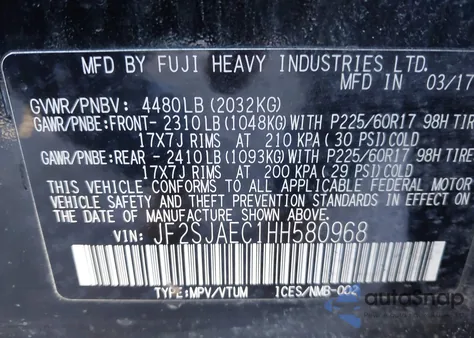 MFD BY FUJI HEAVY INDUSTRIES LTD.
MFD IN 03/17
GVWR/PNBV: 4480LB (2032KG)
GAWR/PNBE: FRONT- 2310 LB (1048KG) WITH P225/60R17 98H TIRE
17X7J RIMS AT 210 KPA (30 PSI) COLD
GAWR/PNBE: REAR - 2410 LB (1093KG) WITH P225/60R17 98H TIRE
17X7J RIMS AT 200 KPA (29 PSI) COLD
THIS VEHICLE CONFORMS TO ALL APPLICABLE FEDERAL MOTOR
VEHICLE SAFETY AND BUMPER STANDARDS IN EFFECT ON
THE DATE OF MANUFACTURE SHOWN ABOVE.
VIN: JF2SJAEC1HH580968
TYPE: MPV/VTUM ICES/NMB-002
autoSnap